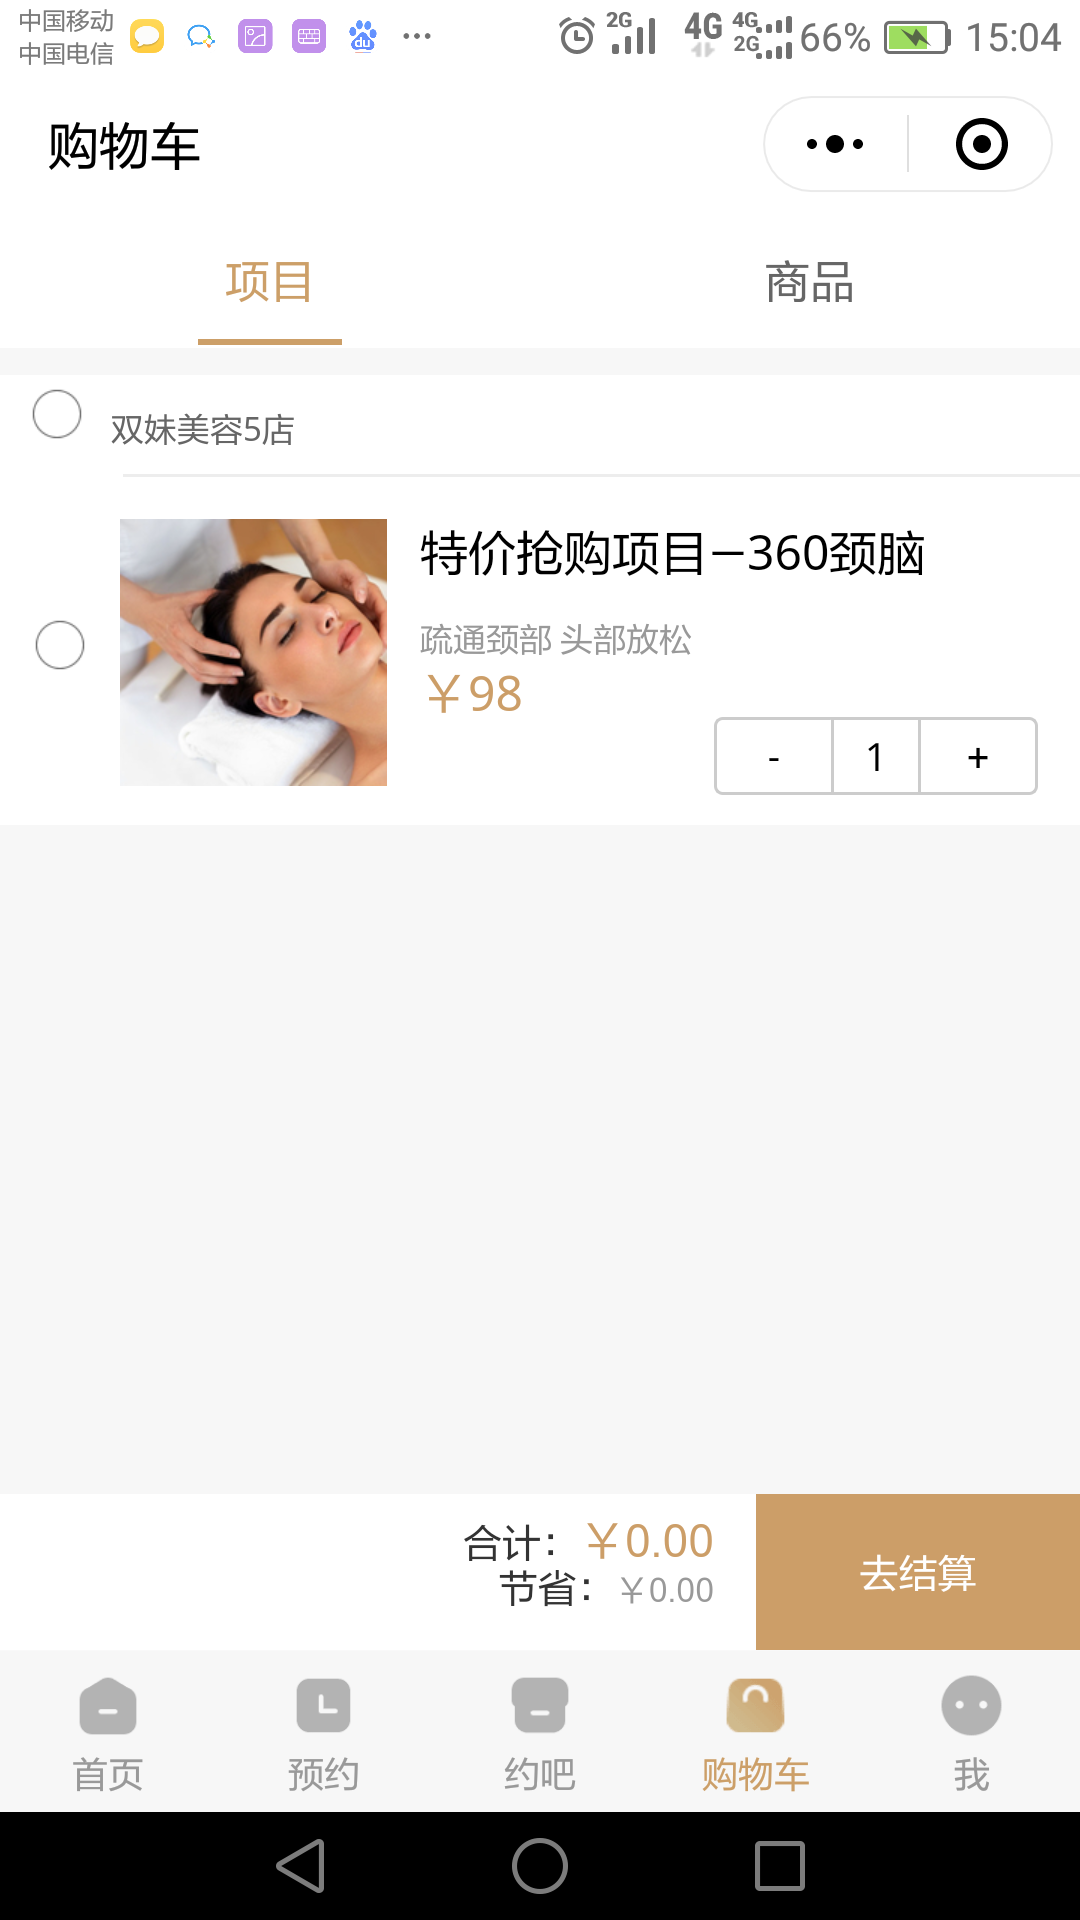 中国移动
中国电信
du
2G
4G
4G
2G
66%
15:04
购物车
项目
商品
双妹美容5店
特价抢购项目—360颈脑
疏通颈部 头部放松
￥98
- 1 +
合计：￥0.00
节省：￥0.00
去结算
首页
预约
约吧
购物车
我